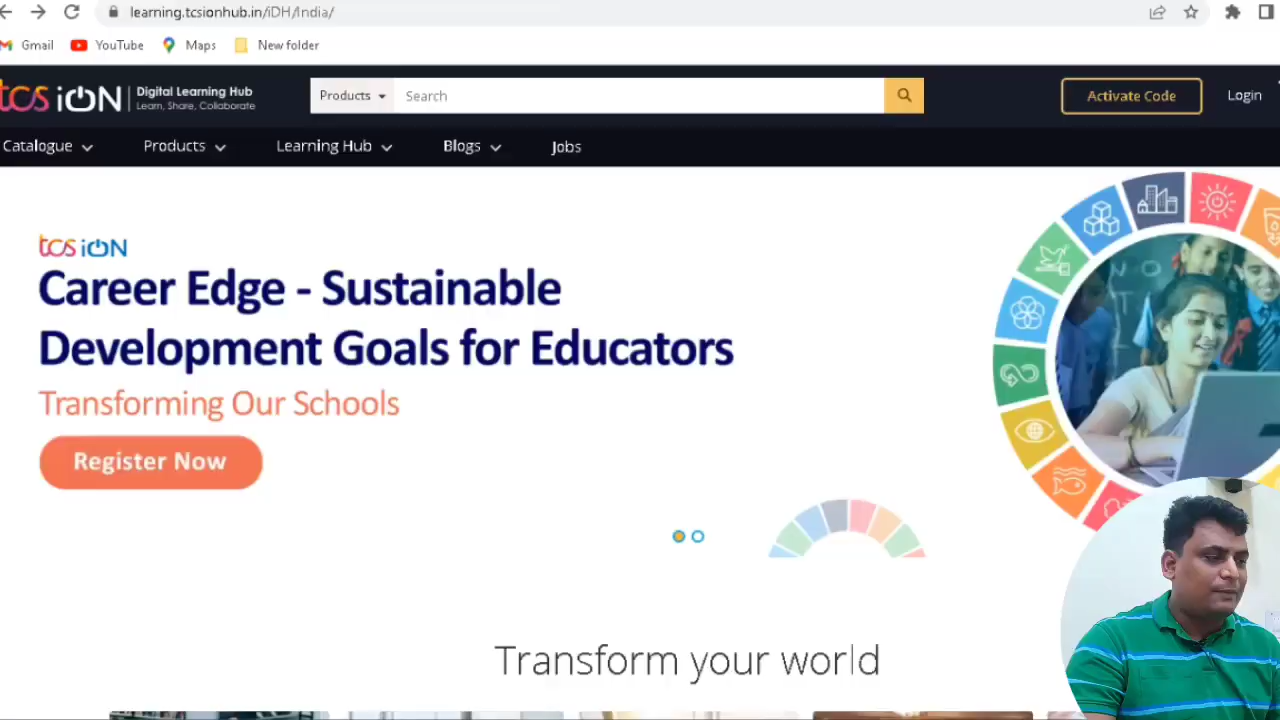 learning.tcsionhub.in/iDH/India/
Gmail YouTube Maps New folder
tcs iON Digital Learning Hub
Learn, Share, Collaborate
Products Search Activate Code Login
Catalogue Products Learning Hub Blogs Jobs
tcs iON
Career Edge - Sustainable
Development Goals for Educators
Transforming Our Schools
Register Now
Transform your world